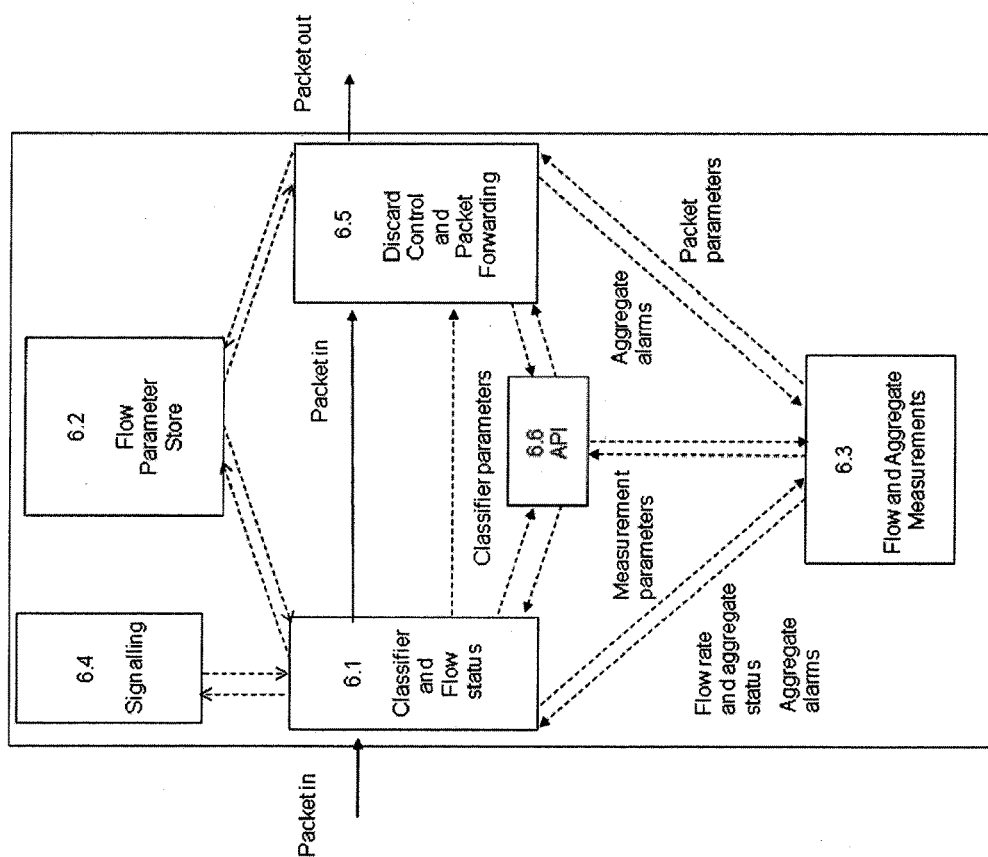 6.4
Signalling
6.2
Flow
Parameter
Store
Packet in
6.1
Classifier
and
Flow
status
Packet in
6.5
Discard
Control
and
Packet
Forwarding
Packet out
Classifier parameters
6.6
API
Measurement
parameters
Aggregate
alarms
Packet
parameters
Flow rate
and aggregate
status
Aggregate
alarms
6.3
Flow and Aggregate
Measurements